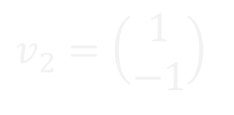 v₂ = (1
−1)